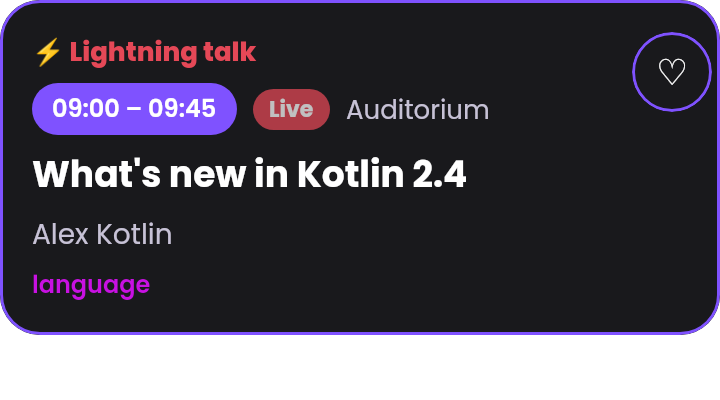 ⚡ Lightning talk
09:00 – 09:45 Live Auditorium
What's new in Kotlin 2.4
Alex Kotlin
language